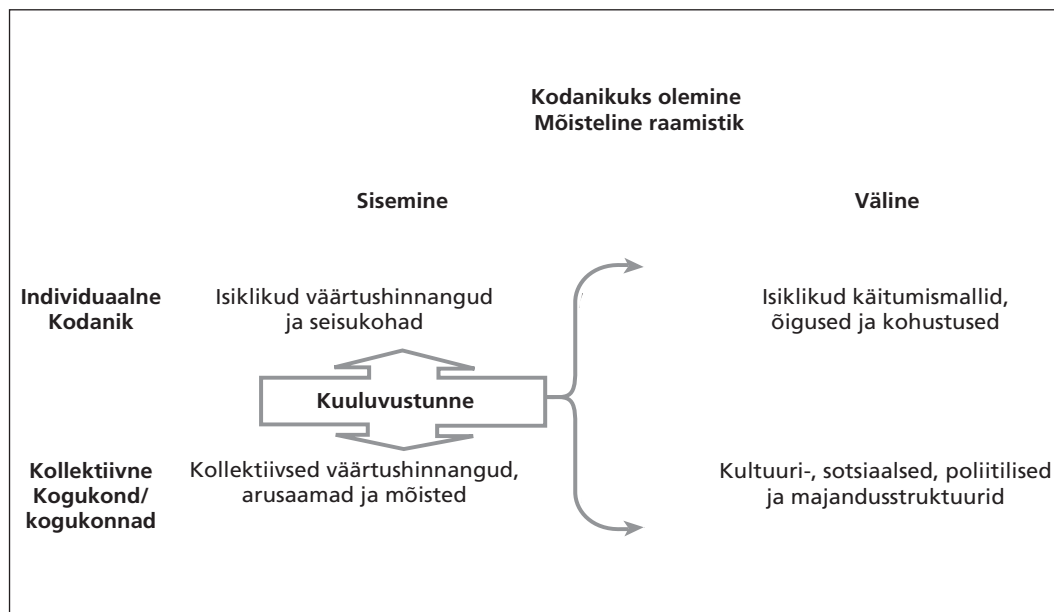 Kodanikuks olemine
Mõisteline raamistik
Sisemine
Väline
Individuaalne
Kodanik
Isiklikud väärtushinnangud
ja seisukohad
Isiklikud käitumismallid,
õigused ja kohustused
Kuuluvustunne
Kollektiivne
Kogukond/
kogukonnad
Kollektiivsed väärtushinnangud,
arusaamad ja mõisted
Kultuuri-, sotsiaalsed, poliitilised
ja majandusstruktuurid